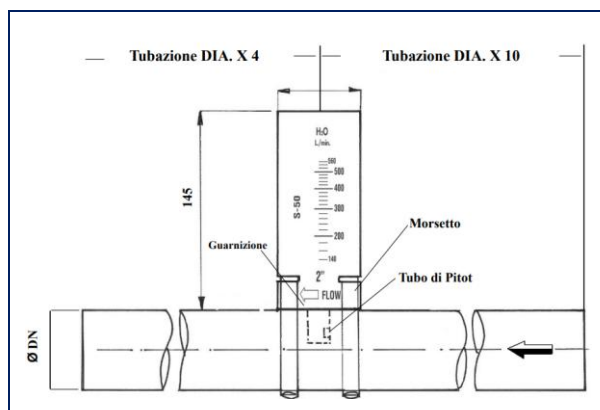 Tubazione DIA. X 4
Tubazione DIA. X 10
H2O
L/min.
560
500
400
300
200
140
S-50
145
Guarnizione
Morsetto
2"
Tubo di Pitot
FLOW
Ø DN